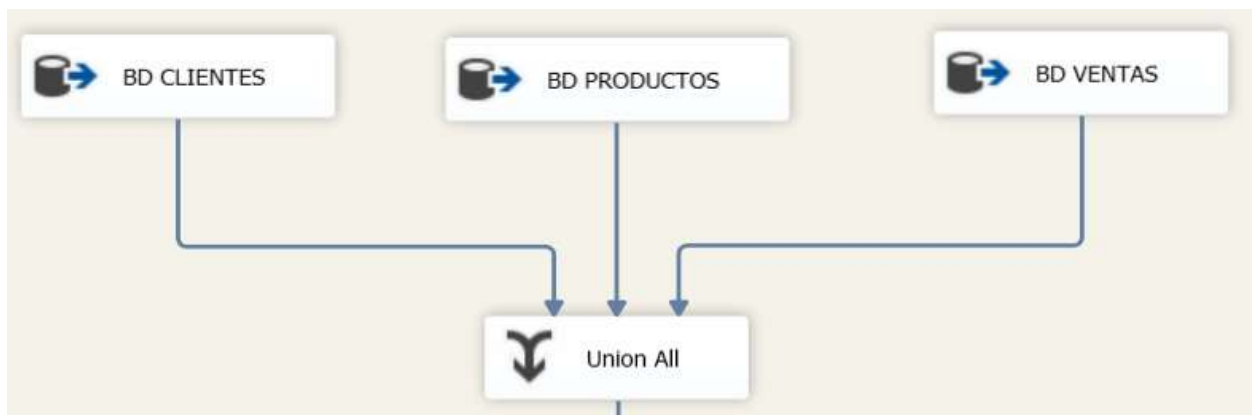 BD CLIENTES
BD PRODUCTOS
BD VENTAS
Union All